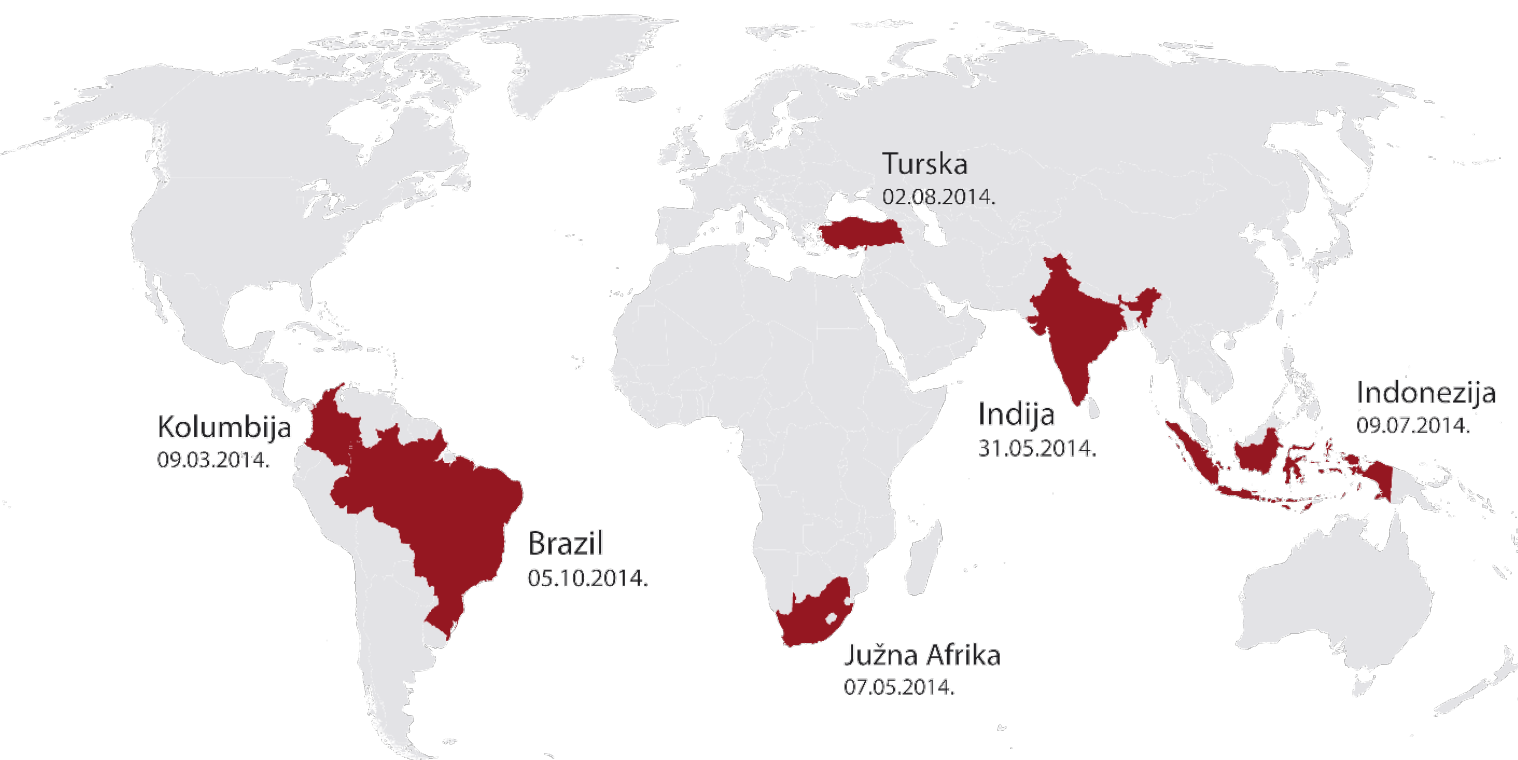 Turska
02.08.2014.
Indonezija
09.07.2014.
Indija
31.05.2014.
Kolumbija
09.03.2014.
Brazil
05.10.2014.
Južna Afrika
07.05.2014.